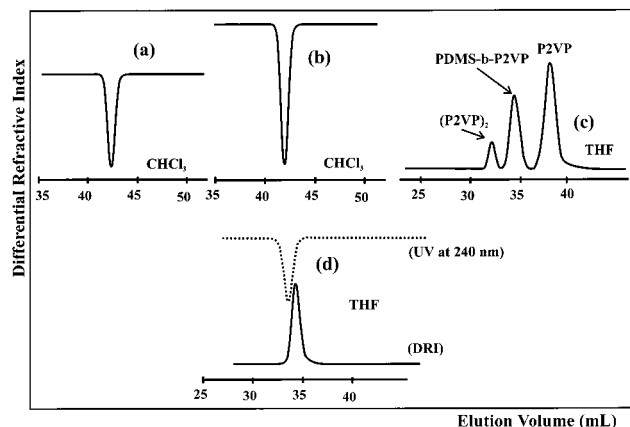 Differential Refractive Index
(a)
CHCl3
35 40 45 50
(b)
CHCl3
35 40 45 50
P2VP
PDMS-b-P2VP
(P2VP)2
(c)
THF
25 30 35 40
(UV at 240 nm)
(d)
THF
(DRI)
25 30 35 40
Elution Volume (mL)